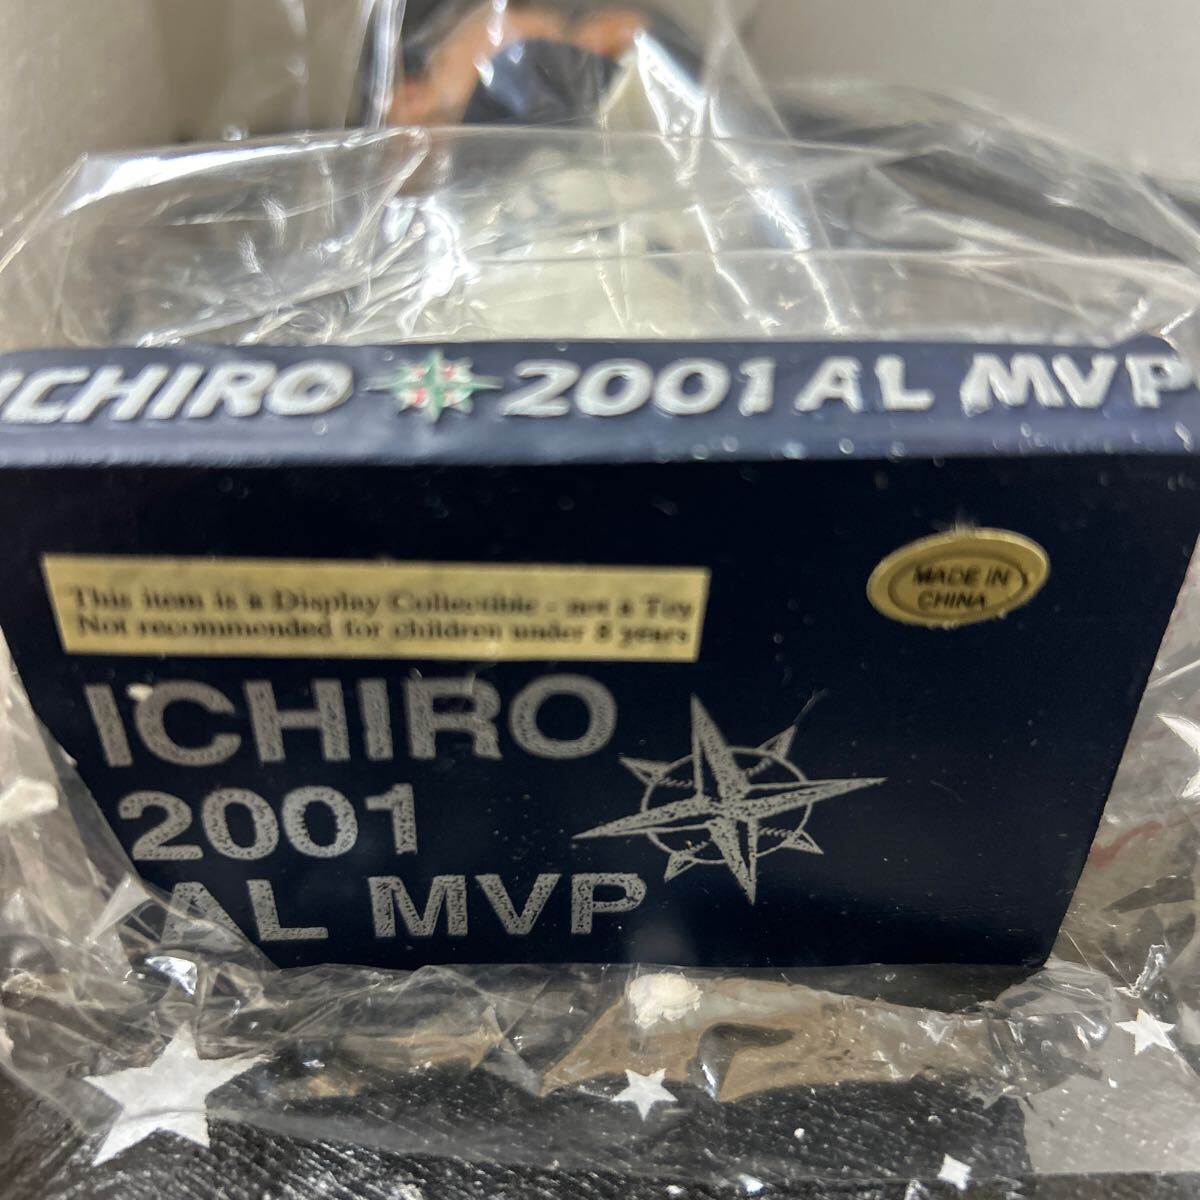 ICHIRO 2001 AL MVP
This item is a Display Collectible - not a Toy
Not recommended for children under 8 years
MADE IN
CHINA
ICHIRO
2001
AL MVP